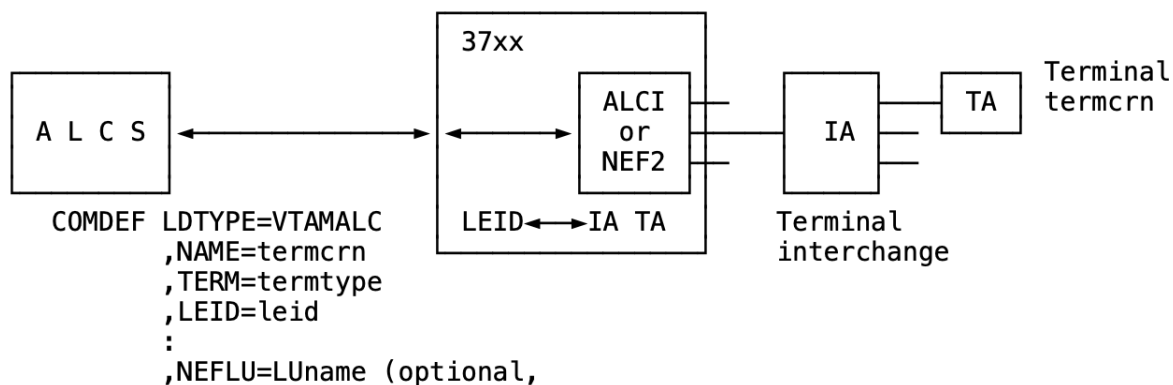 37xx
Terminal
termcrn
A L C S
ALCI
or
NEF2
IA
TA
COMDEF LDTYPE=VTAMALC
,NAME=termcrn
,TERM=termtype
,LEID=leid
:
,NEFLU=LUname (optional,
LEID IA TA
Terminal
interchange